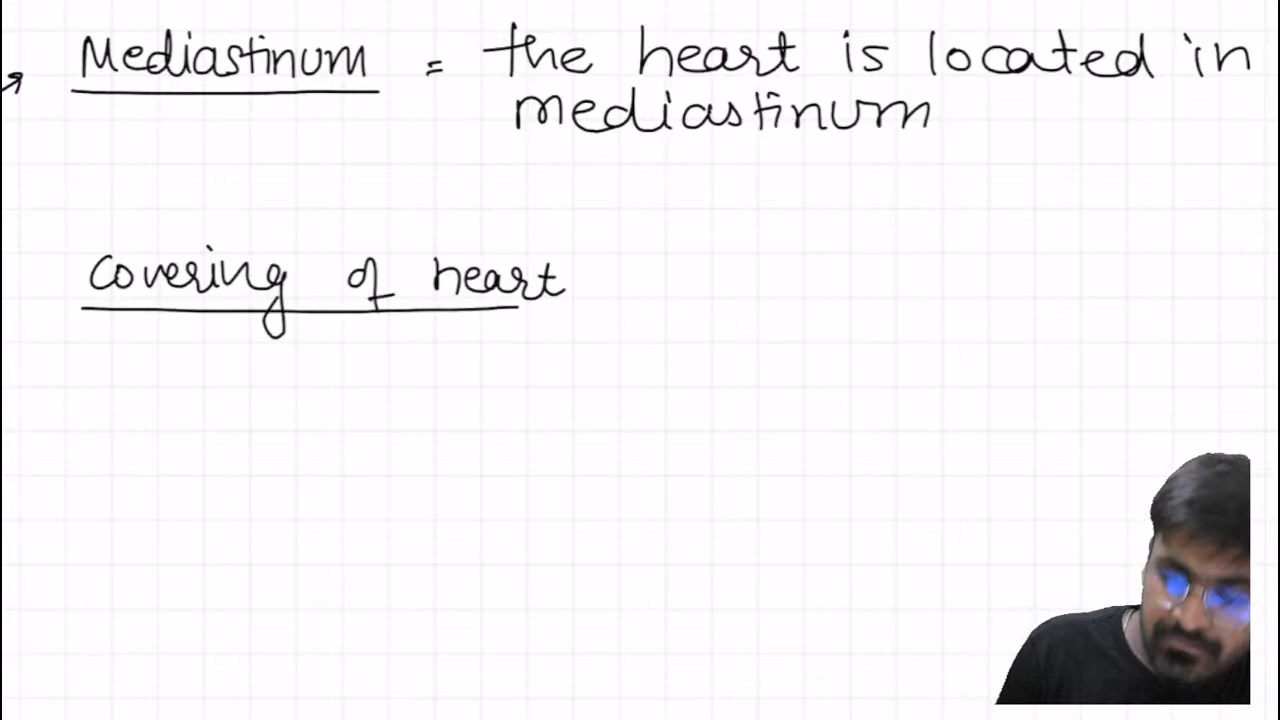 Mediastinum = the heart is located in
mediastinum
covering of heart